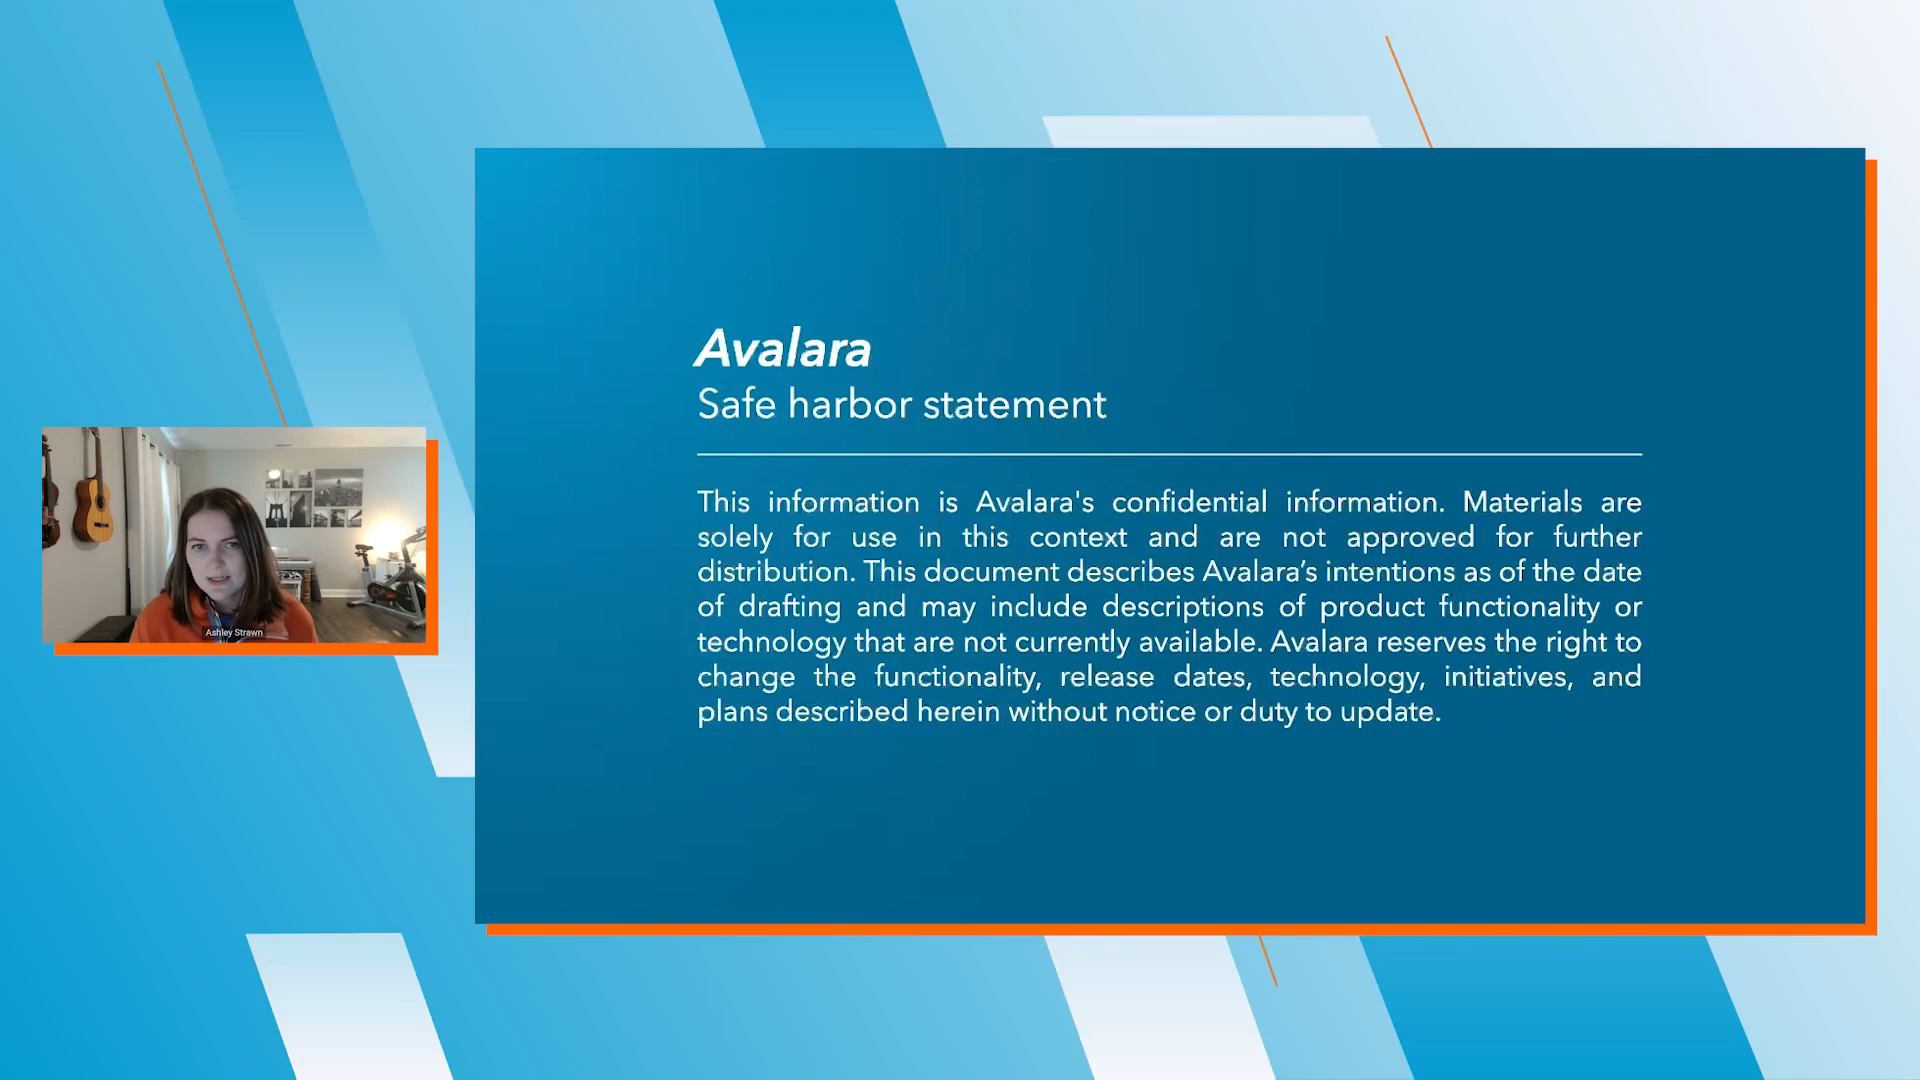 Avalara
Safe harbor statement
This information is Avalara's confidential information. Materials are
solely for use in this context and are not approved for further
distribution. This document describes Avalara’s intentions as of the date
of drafting and may include descriptions of product functionality or
technology that are not currently available. Avalara reserves the right to
change the functionality, release dates, technology, initiatives, and
plans described herein without notice or duty to update.
Ashley Strawn